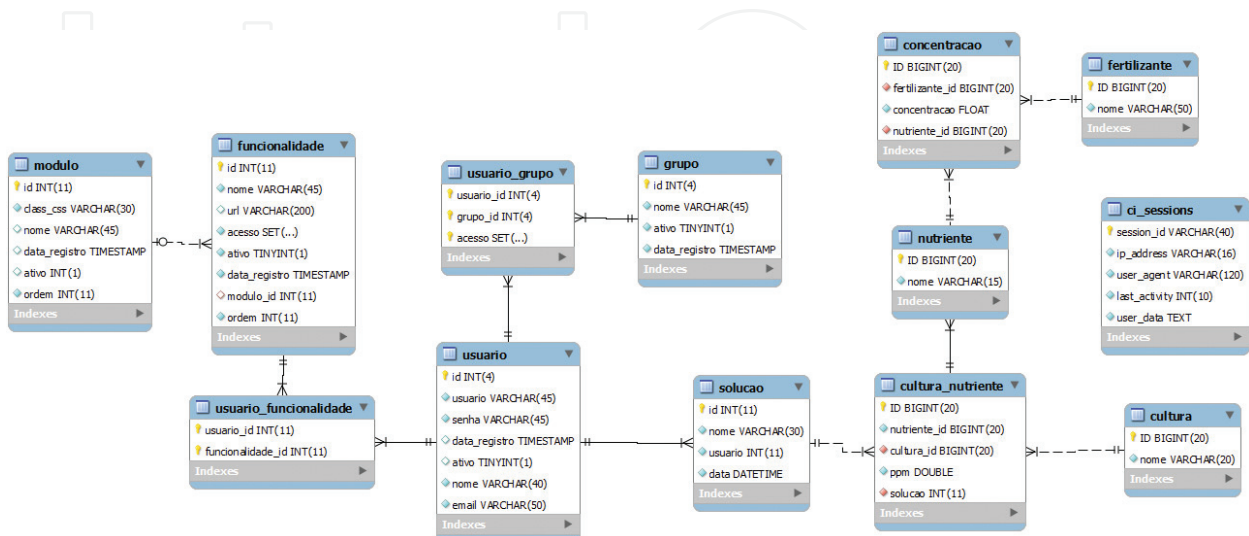 concentracao
ID BIGINT(20)
fertilizante_id BIGINT(20)
concentracao FLOAT
nutriente_id BIGINT(20)
Indexes
fertilizante
ID BIGINT(20)
nome VARCHAR(50)
Indexes
modulo
id INT(11)
class_css VARCHAR(30)
nome VARCHAR(45)
data_registro TIMESTAMP
ativo INT(1)
ordem INT(11)
Indexes
funcionalidade
id INT(11)
nome VARCHAR(45)
url VARCHAR(200)
acesso SET(...)
ativo TINYINT(1)
data_registro TIMESTAMP
modulo_id INT(11)
ordem INT(11)
Indexes
usuario_grupo
usuario_id INT(4)
grupo_id INT(4)
acesso SET(...)
Indexes
grupo
id INT(4)
nome VARCHAR(45)
ativo TINYINT(1)
data_registro TIMESTAMP
Indexes
nutriente
ID BIGINT(20)
nome VARCHAR(15)
Indexes
ci_sessions
session_id VARCHAR(40)
ip_address VARCHAR(16)
user_agent VARCHAR(120)
last_activity INT(10)
user_data TEXT
Indexes
usuario_funcionalidade
usuario_id INT(11)
funcionalidade_id INT(11)
Indexes
usuario
id INT(4)
usuario VARCHAR(45)
senha VARCHAR(45)
data_registro TIMESTAMP
ativo TINYINT(1)
nome VARCHAR(40)
email VARCHAR(50)
Indexes
solucao
id INT(11)
nome VARCHAR(30)
usuario INT(11)
data DATETIME
Indexes
cultura_nutriente
ID BIGINT(20)
nutriente_id BIGINT(20)
cultura_id BIGINT(20)
ppm DOUBLE
solucao INT(11)
Indexes
cultura
ID BIGINT(20)
nome VARCHAR(20)
Indexes